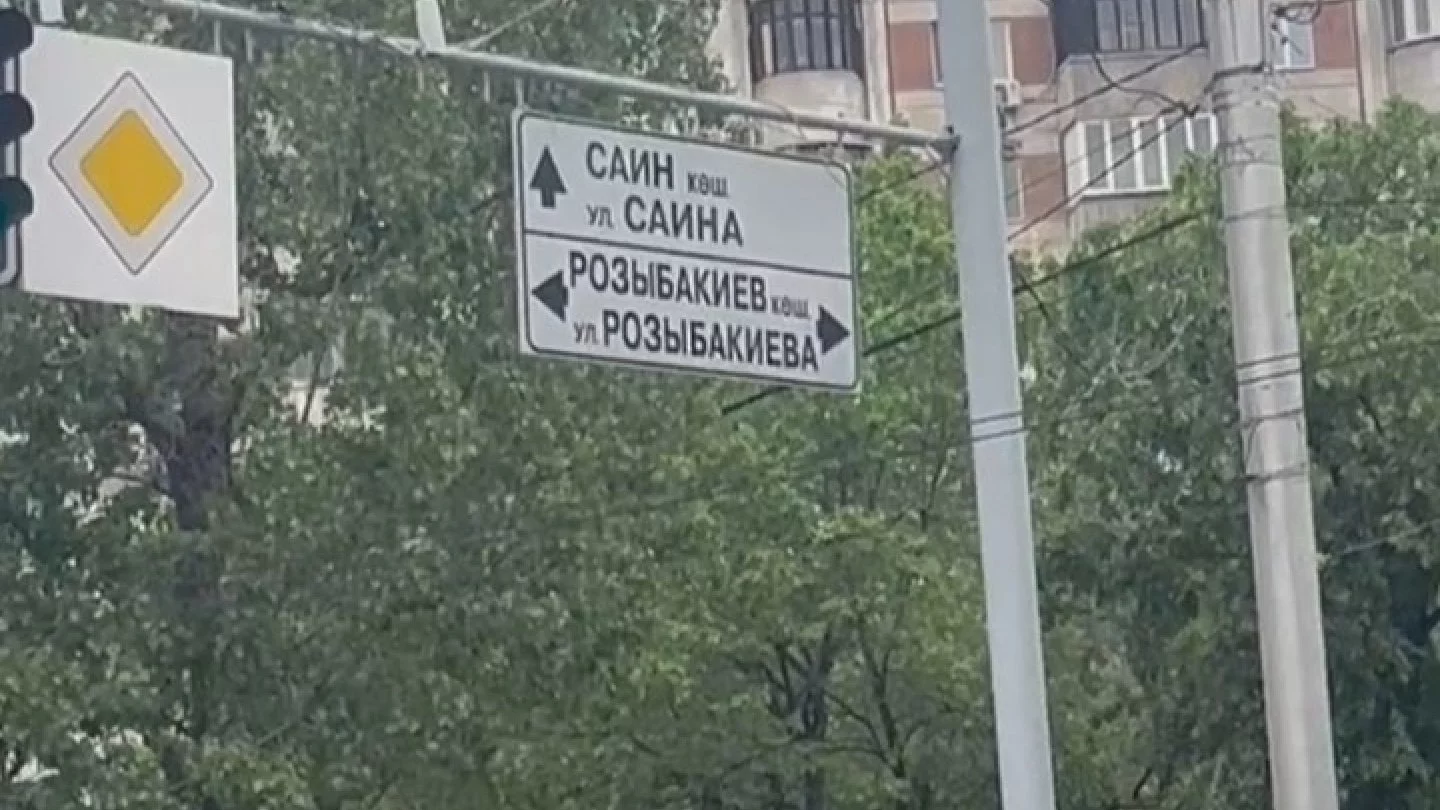 САИН көш.
ул. САИНА
РОЗЫБАКИЕВ көш.
ул. РОЗЫБАКИЕВА